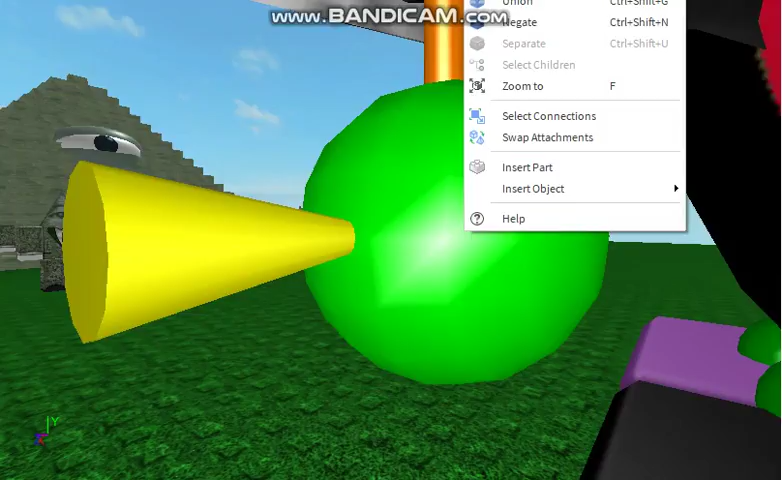 www.BANDICAM.com
Union Ctrl+Shift+G
Negate Ctrl+Shift+N
Separate Ctrl+Shift+U
Select Children
Zoom to F
Select Connections
Swap Attachments
Insert Part
Insert Object
Help
Y